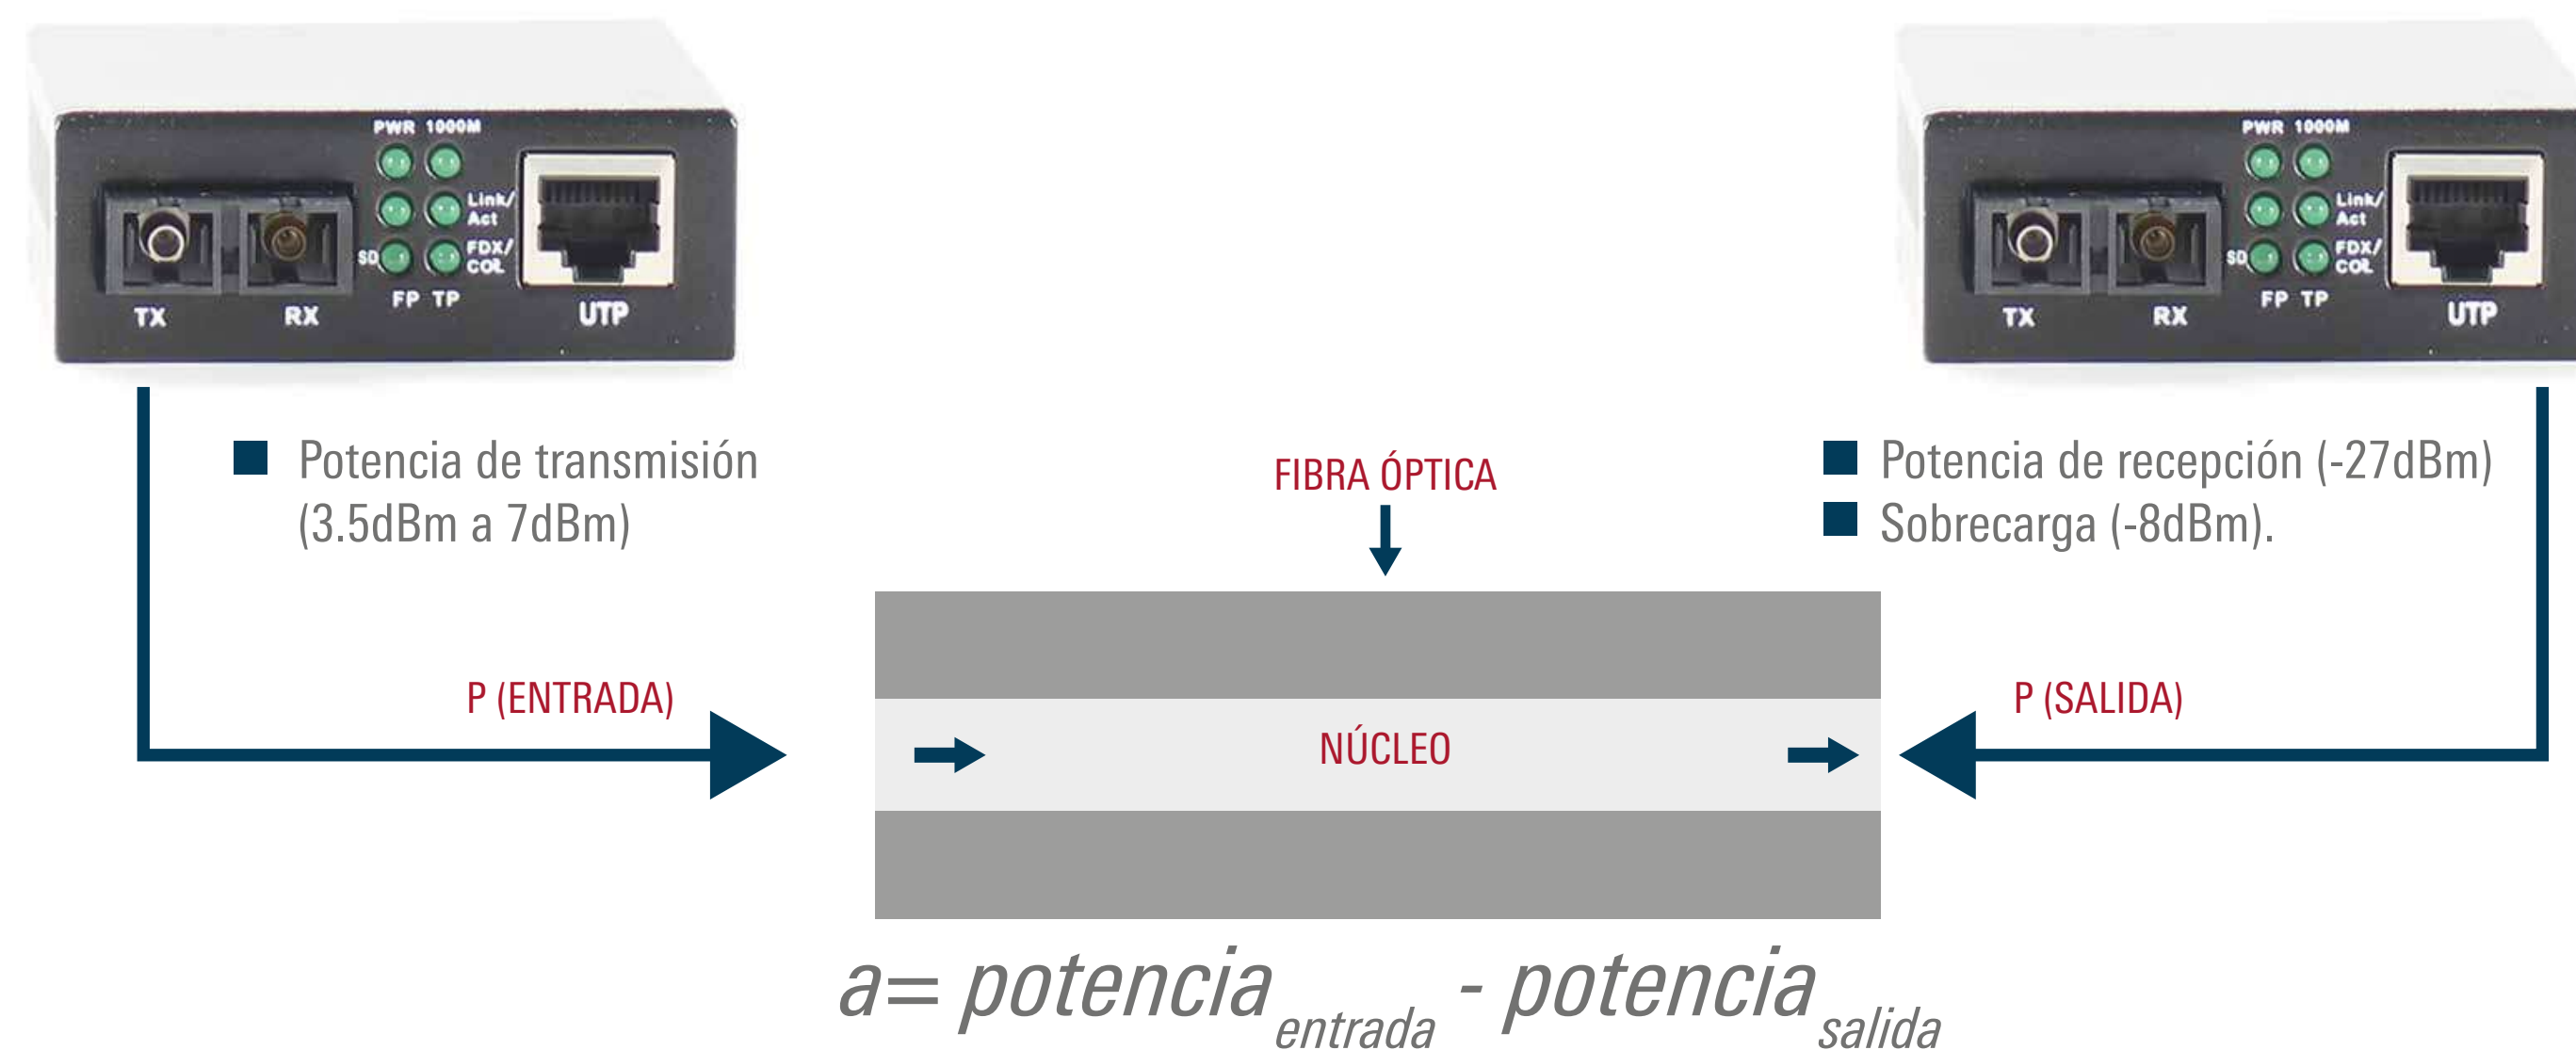 PWR 1000M
Link/
Act
SD
FDX/
COL
FP TP
TX
RX
UTP
PWR 1000M
Link/
Act
SD
FDX/
COL
FP TP
TX
RX
UTP
Potencia de transmisión
(3.5dBm a 7dBm)
FIBRA ÓPTICA
Potencia de recepción (-27dBm)
Sobrecarga (-8dBm).
P (ENTRADA)
NÚCLEO
P (SALIDA)
a= potencia entrada - potencia salida